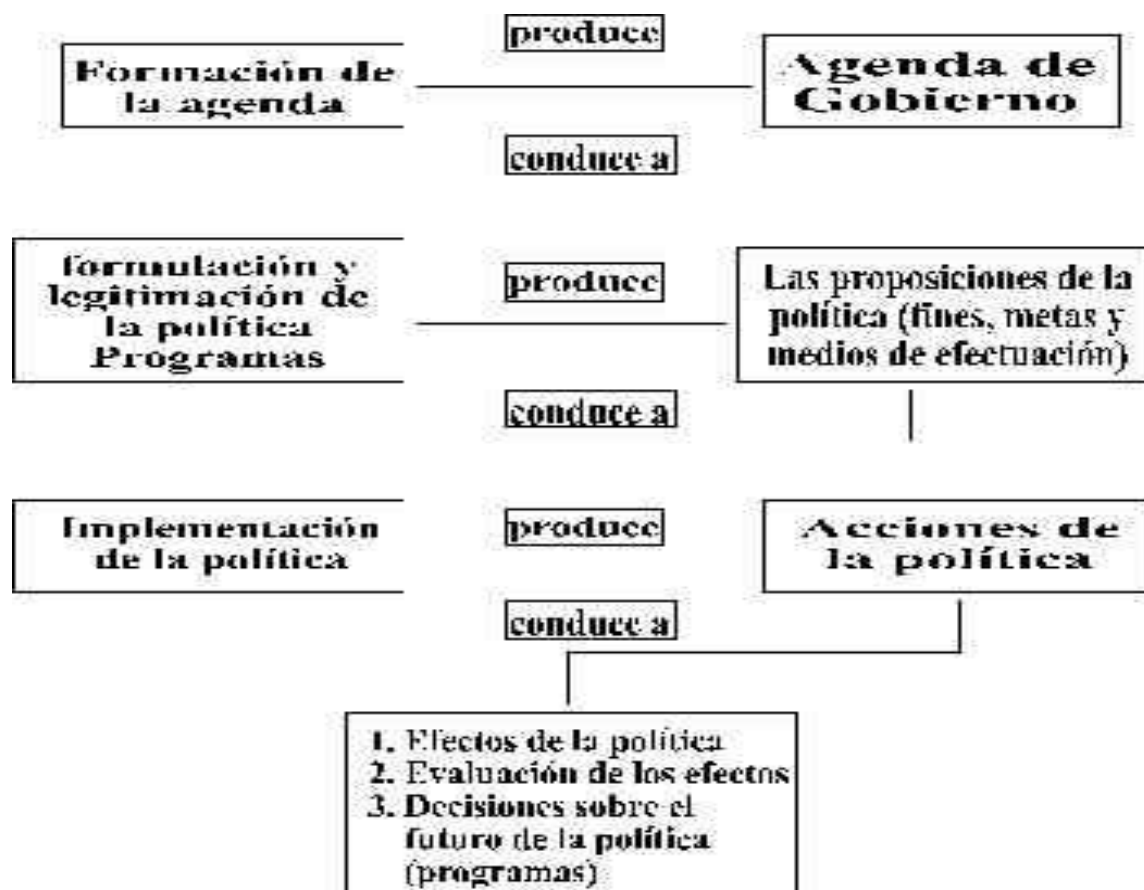 produce
Formación de
la agenda
Agenda de
Gobierno
conduce a
formulación y
legitimación de
la política
Programas
produce
Las proposiciones de la
política (fines, metas y
medios de efectuación)
conduce a
Implementación
de la política
produce
Acciones de
la política
conduce a
1. Efectos de la política
2. Evaluación de los efectos
3. Decisiones sobre el
futuro de la política
(programas)